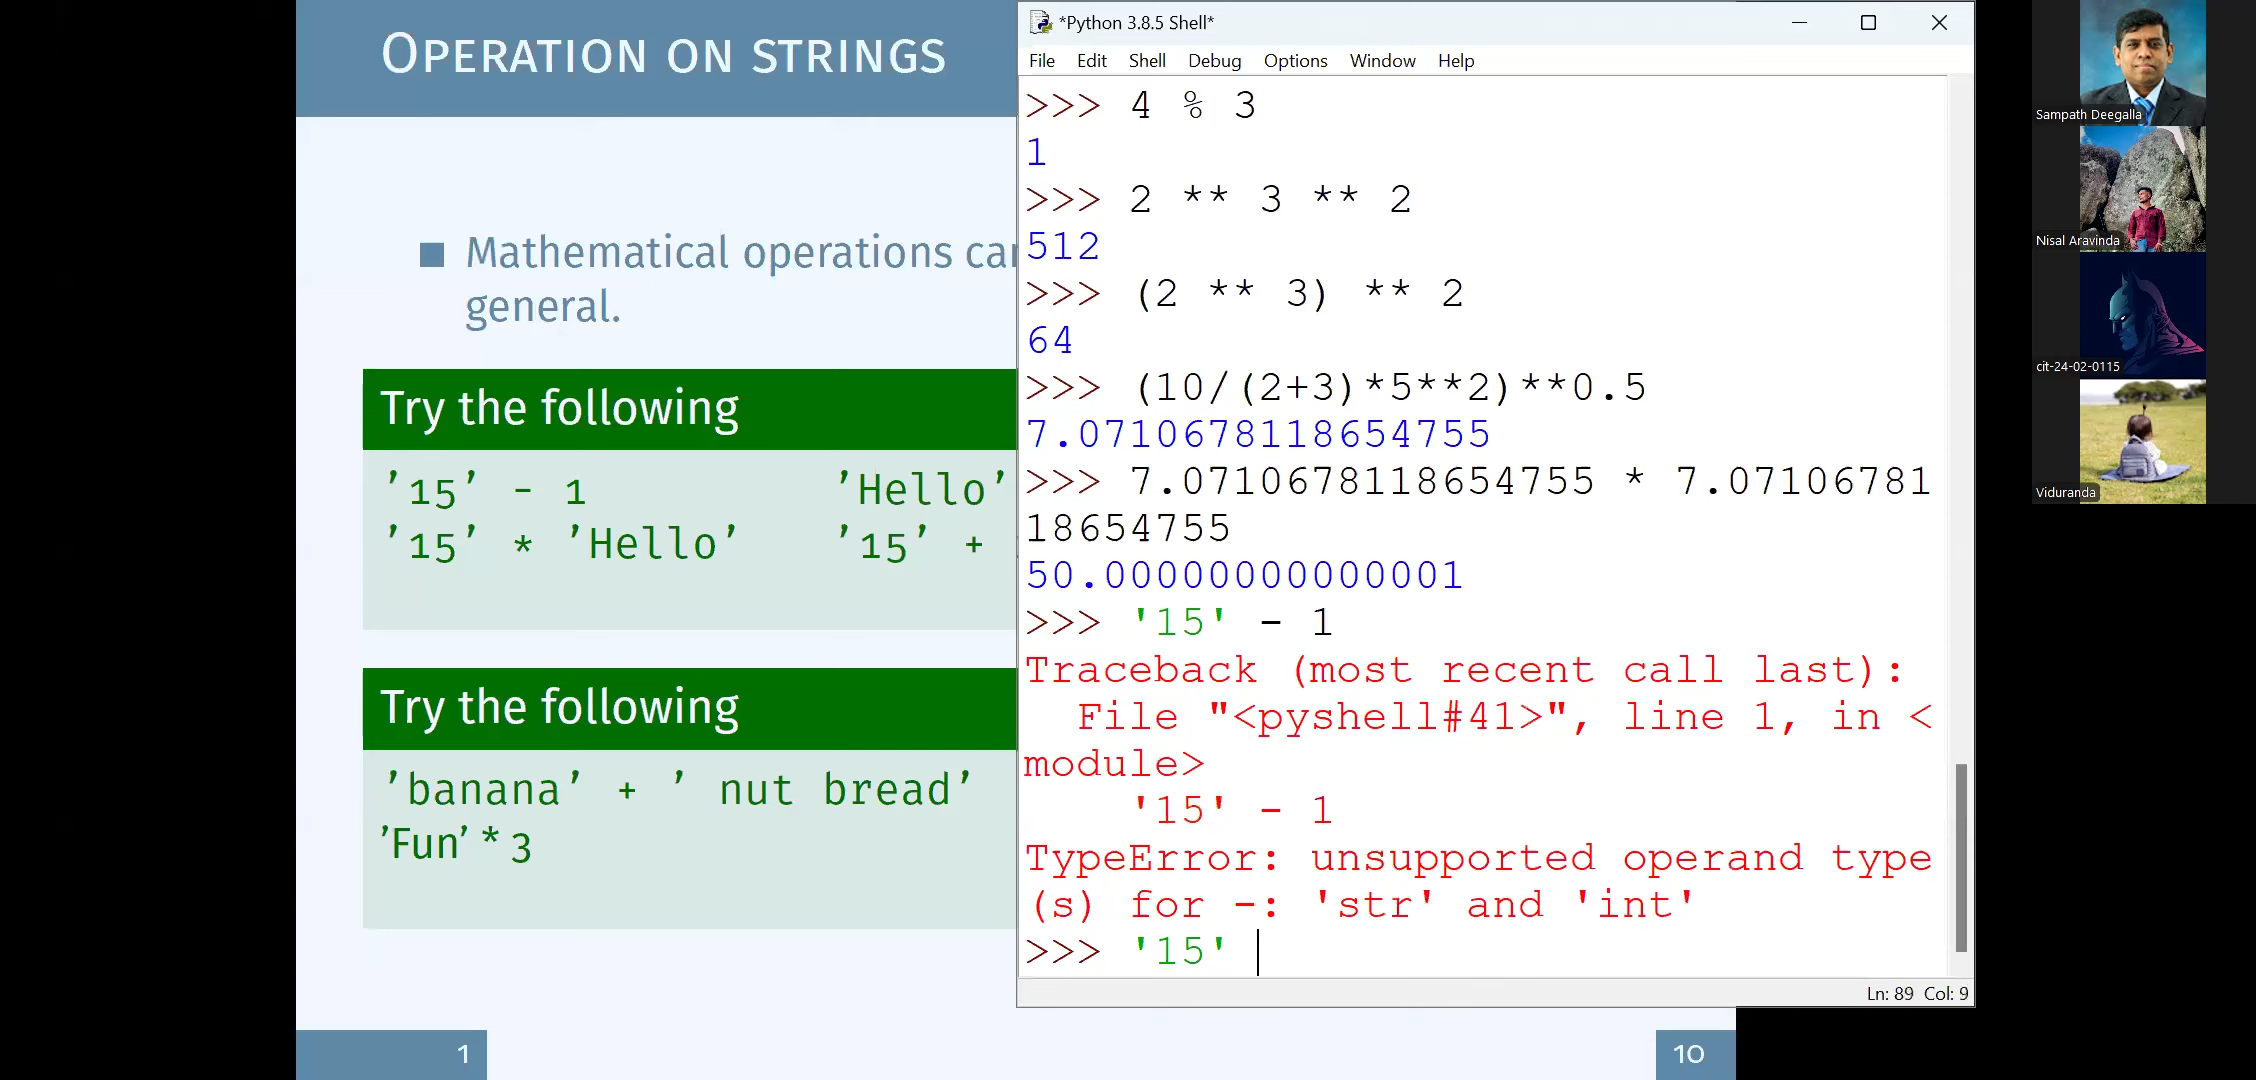 OPERATION ON STRINGS
Mathematical operations
general.
Try the following
’15’ - 1 ’Hello’
’15’ * ’Hello’ ’15’ +
Try the following
’banana’ + ’ nut bread’
’Fun’ * 3
1
10
*Python 3.8.5 Shell*
File Edit Shell Debug Options Window Help
>>> 4 % 3
1
>>> 2 ** 3 ** 2
512
>>> (2 ** 3) ** 2
64
>>> (10/(2+3)*5**2)**0.5
7.0710678118654755
>>> 7.0710678118654755 * 7.07106781
18654755
50.00000000000001
>>> '15' - 1
Traceback (most recent call last):
File "<pyshell#41>", line 1, in <
module>
'15' - 1
TypeError: unsupported operand type
(s) for -: 'str' and 'int'
>>> '15'
Ln: 89 Col: 9
Sampath Deegalla
Nisal Aravinda
cit-24-02-0115
Viduranda